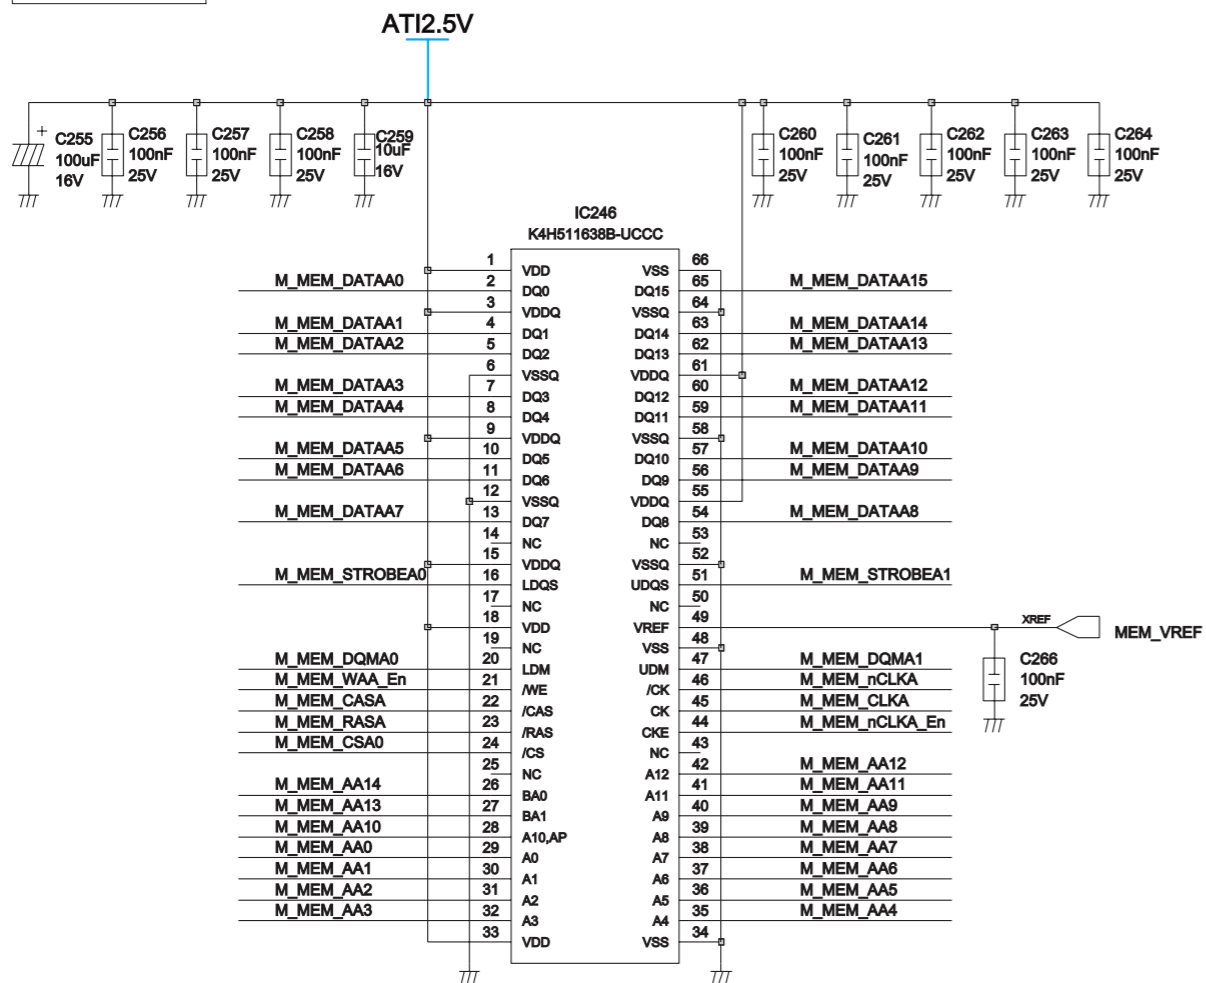 ATI2.5V
+
C255
100uF
16V
C256
100nF
25V
C257
100nF
25V
C258
100nF
25V
C259
10uF
16V
C260
100nF
25V
C261
100nF
25V
C262
100nF
25V
C263
100nF
25V
C264
100nF
25V
IC246
K4H511638B-UCCC
1 VDD VSS 66
M_MEM_DATAA0 2 DQ0 DQ15 65 M_MEM_DATAA15
3 VDDQ VSSQ 64
M_MEM_DATAA1 4 DQ1 DQ14 63 M_MEM_DATAA14
M_MEM_DATAA2 5 DQ2 DQ13 62 M_MEM_DATAA13
6 VSSQ VDDQ 61
M_MEM_DATAA3 7 DQ3 DQ12 60 M_MEM_DATAA12
M_MEM_DATAA4 8 DQ4 DQ11 59 M_MEM_DATAA11
9 VDDQ VSSQ 58
M_MEM_DATAA5 10 DQ5 DQ10 57 M_MEM_DATAA10
M_MEM_DATAA6 11 DQ6 DQ9 56 M_MEM_DATAA9
12 VSSQ VDDQ 55
M_MEM_DATAA7 13 DQ7 DQ8 54 M_MEM_DATAA8
14 NC NC 53
15 VDDQ VSSQ 52
M_MEM_STROBEA0 16 LDQS UDQS 51 M_MEM_STROBEA1
17 NC NC 50
18 VDD VREF 49 XREF MEM_VREF
19 NC VSS 48
M_MEM_DQMA0 20 LDM UDM 47 M_MEM_DQMA1
M_MEM_WAA_En 21 /WE /CK 46 M_MEM_nCLKA
M_MEM_CASA 22 /CAS CK 45 M_MEM_CLKA
M_MEM_RASA 23 /RAS CKE 44 M_MEM_nCLKA_En
M_MEM_CSA0 24 /CS NC 43
25 NC A12 42 M_MEM_AA12
M_MEM_AA14 26 BA0 A11 41 M_MEM_AA11
M_MEM_AA13 27 BA1 A9 40 M_MEM_AA9
M_MEM_AA10 28 A10,AP A8 39 M_MEM_AA8
M_MEM_AA0 29 A0 A7 38 M_MEM_AA7
M_MEM_AA1 30 A1 A6 37 M_MEM_AA6
M_MEM_AA2 31 A2 A5 36 M_MEM_AA5
M_MEM_AA3 32 A3 A4 35 M_MEM_AA4
33 VDD VSS 34
C266
100nF
25V